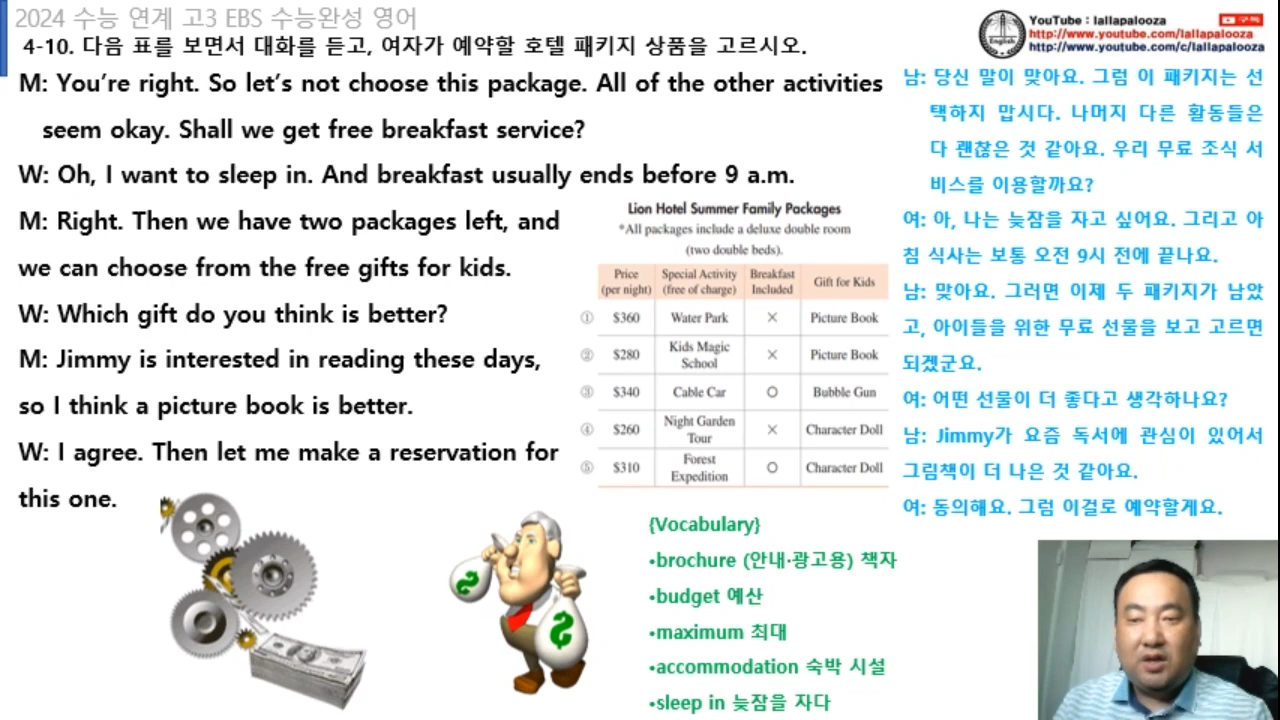 2024 수능 연계 고3 EBS 수능완성 영어
4-10. 다음 표를 보면서 대화를 듣고, 여자가 예약할 호텔 패키지 상품을 고르시오.
YouTube : lallapalooza
구독
http://www.youtube.com/lallapalooza
http://www.youtube.com/c/lallapalooza
English
M: You're right. So let's not choose this package. All of the other activities
seem okay. Shall we get free breakfast service?
W: Oh, I want to sleep in. And breakfast usually ends before 9 a.m.
M: Right. Then we have two packages left, and
we can choose from the free gifts for kids.
W: Which gift do you think is better?
M: Jimmy is interested in reading these days,
so I think a picture book is better.
W: I agree. Then let me make a reservation for
this one.
Lion Hotel Summer Family Packages
*All packages include a deluxe double room
(two double beds).
Price (per night) Special Activity (free of charge) Breakfast Included Gift for Kids
① $360 Water Park × Picture Book
② $280 Kids Magic School × Picture Book
③ $340 Cable Car ○ Bubble Gun
④ $260 Night Garden Tour × Character Doll
⑤ $310 Forest Expedition ○ Character Doll
{Vocabulary}
•brochure (안내·광고용) 책자
•budget 예산
•maximum 최대
•accommodation 숙박 시설
•sleep in 늦잠을 자다
남: 당신 말이 맞아요. 그럼 이 패키지는 선
택하지 맙시다. 나머지 다른 활동들은
다 괜찮은 것 같아요. 우리 무료 조식 서
비스를 이용할까요?
여: 아, 나는 늦잠을 자고 싶어요. 그리고 아
침 식사는 보통 오전 9시 전에 끝나요.
남: 맞아요. 그러면 이제 두 패키지가 남았
고, 아이들을 위한 무료 선물을 보고 고르면
되겠군요.
여: 어떤 선물이 더 좋다고 생각하나요?
남: Jimmy가 요즘 독서에 관심이 있어서
그림책이 더 나은 것 같아요.
여: 동의해요. 그럼 이걸로 예약할게요.